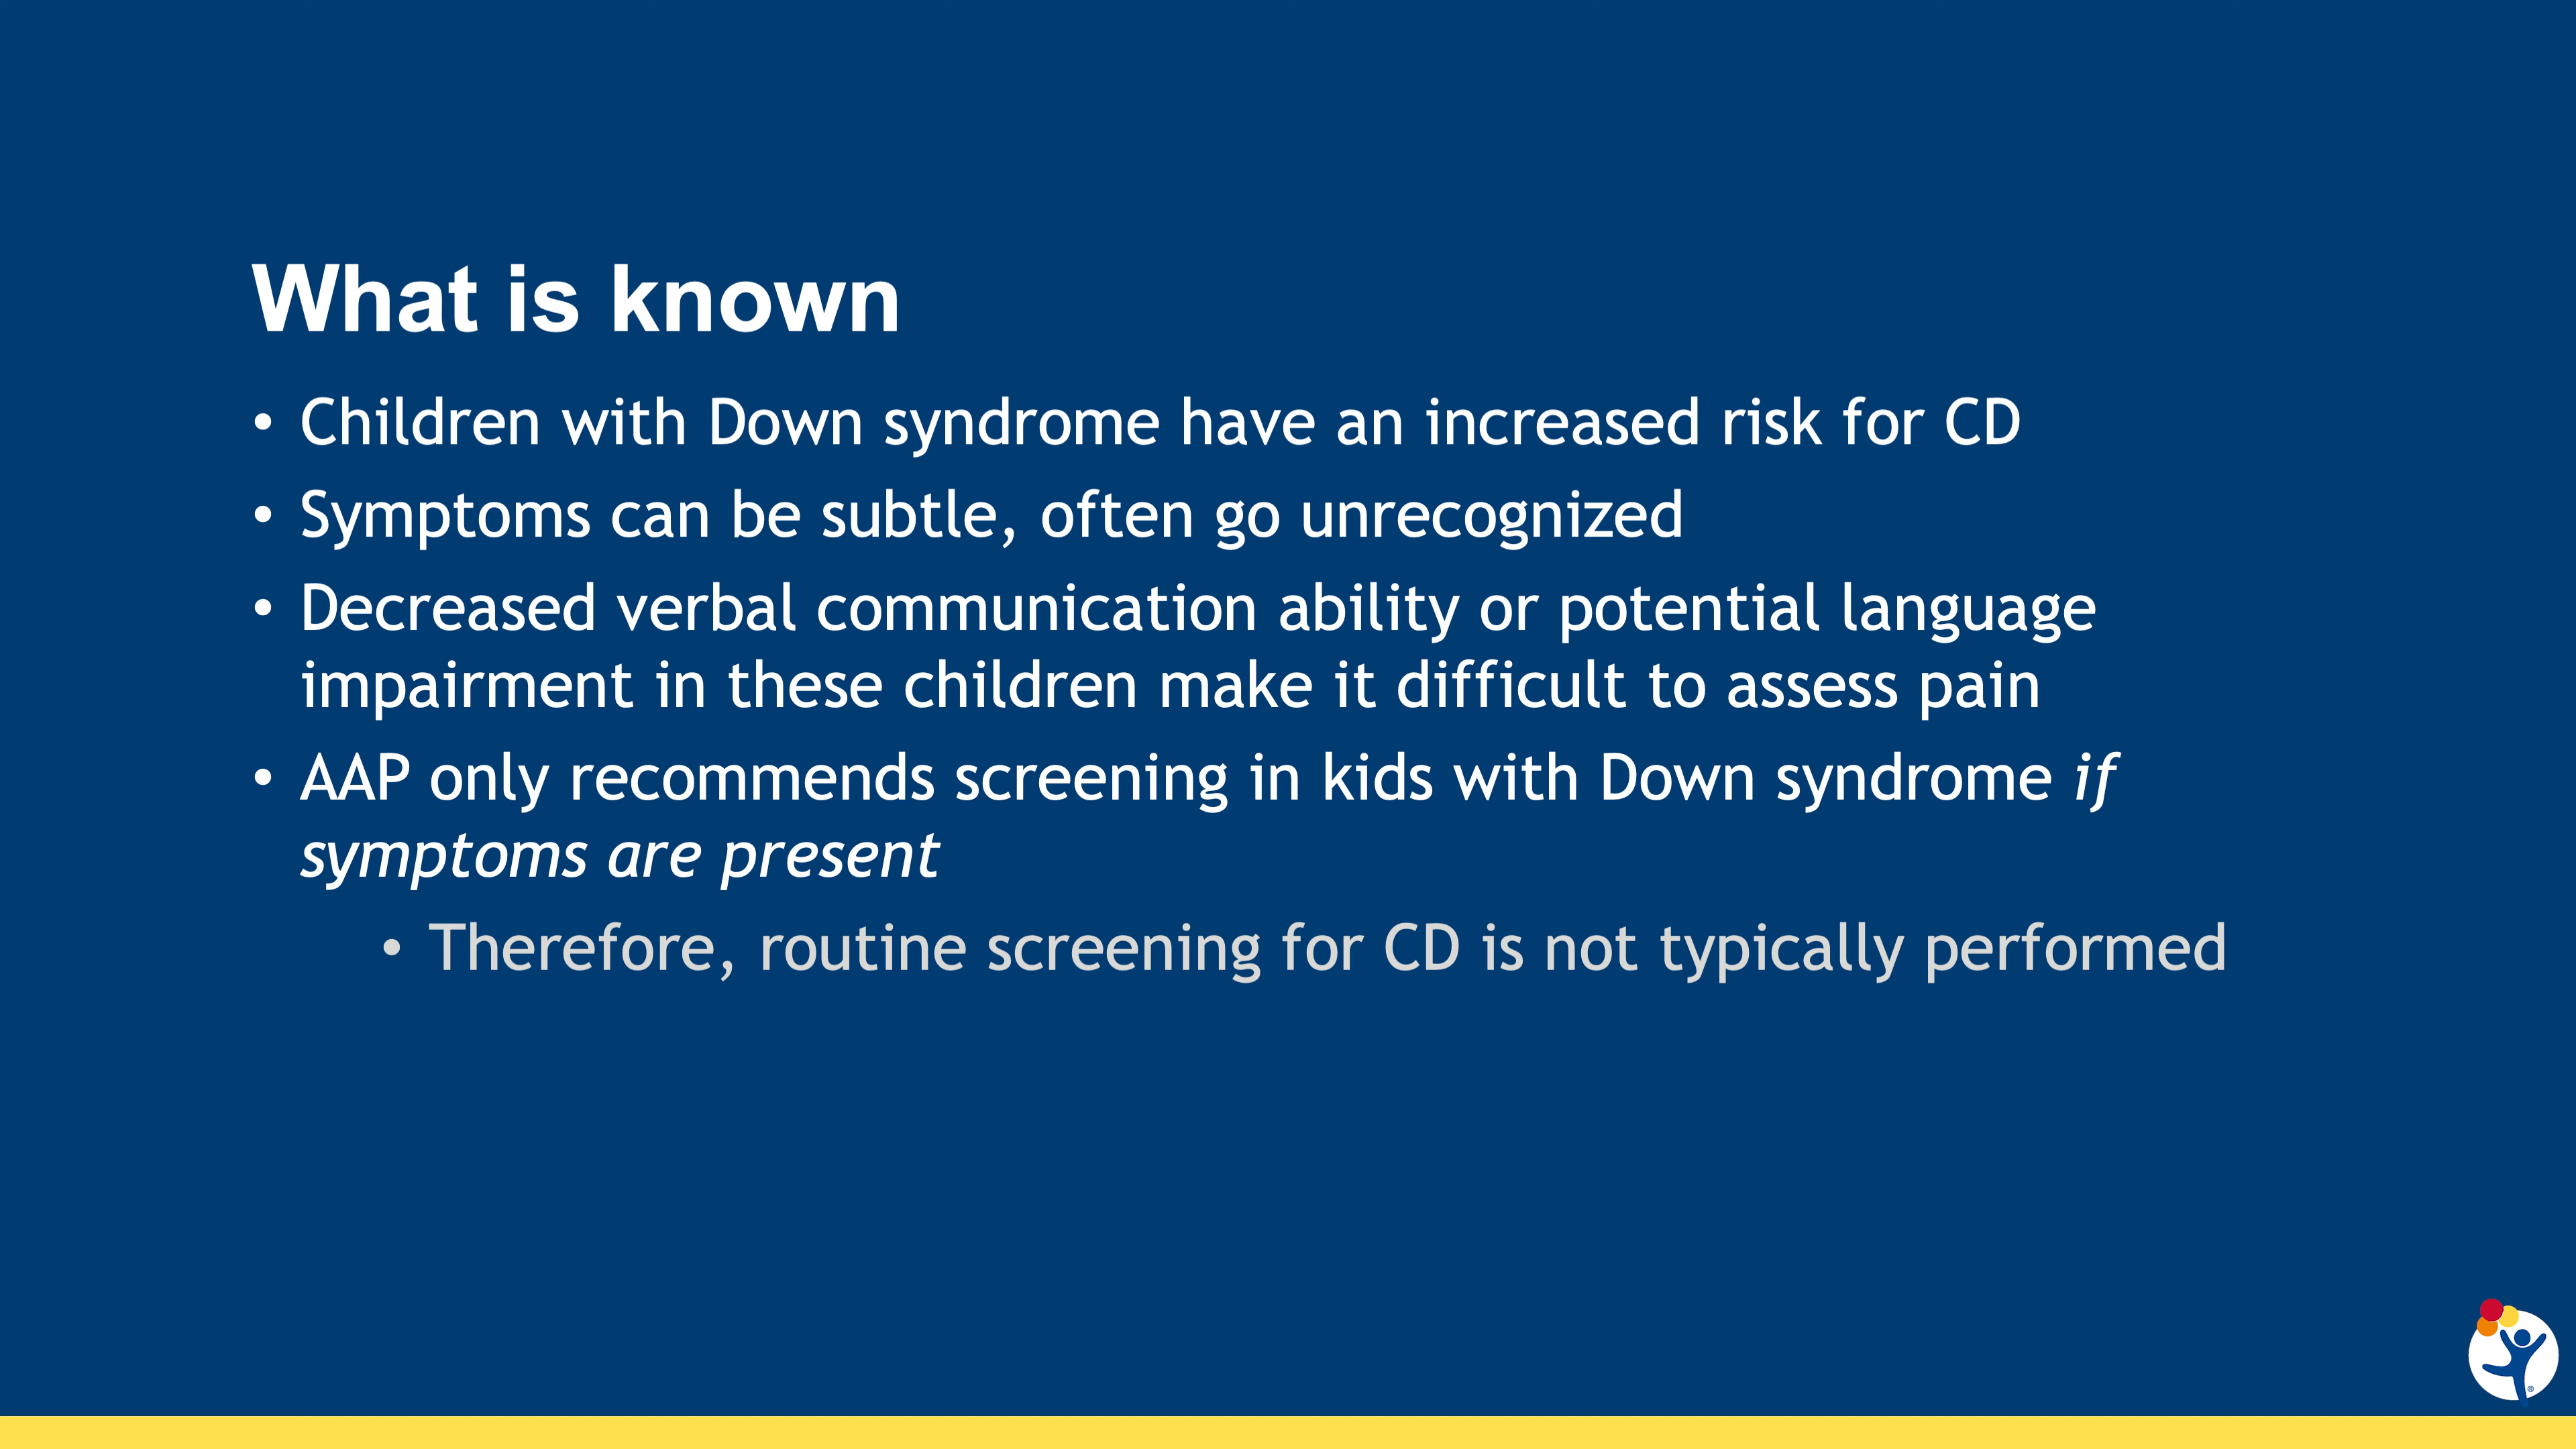 What is known
• Children with Down syndrome have an increased risk for CD
• Symptoms can be subtle, often go unrecognized
• Decreased verbal communication ability or potential language
impairment in these children make it difficult to assess pain
• AAP only recommends screening in kids with Down syndrome if
symptoms are present
• Therefore, routine screening for CD is not typically performed
®